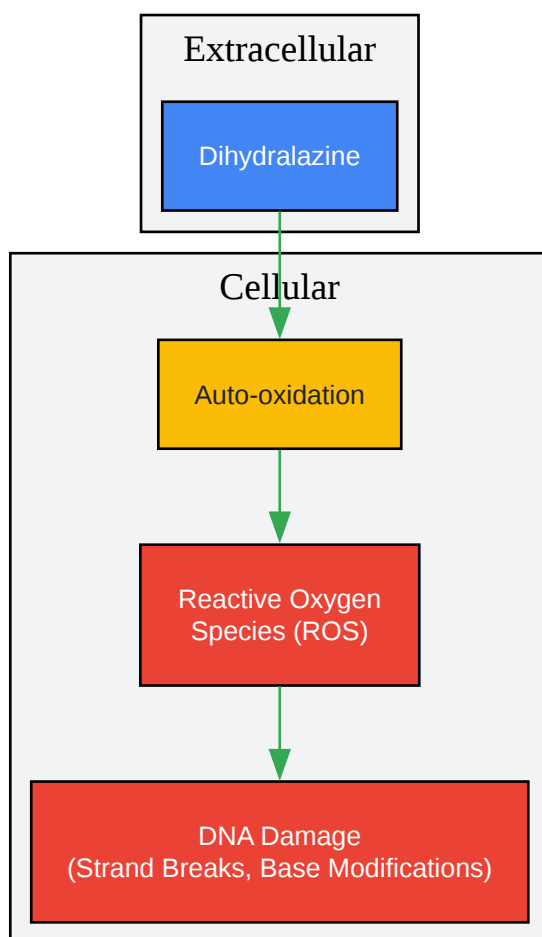 Extracellular
Dihydralazine
Cellular
Auto-oxidation
Reactive Oxygen
Species (ROS)
DNA Damage
(Strand Breaks, Base Modifications)